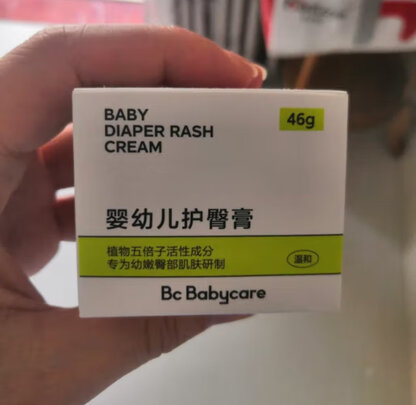 BABY
DIAPER RASH
CREAM
46g
婴幼儿护臀膏
植物五倍子活性成分
专为幼嫩臀部肌肤研制
温和
Bc Babycare